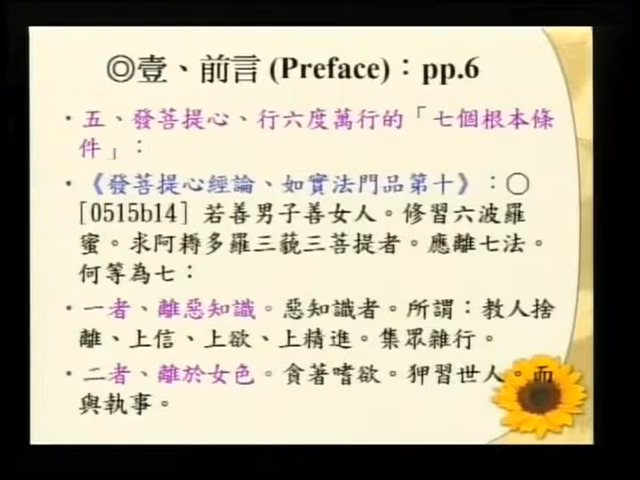 ◎壹、前言 (Preface)：pp.6
・五、發菩提心、行六度萬行的「七個根本條
件」：
・《發菩提心經論、如實法門品第十》：○
[0515b14] 若善男子善女人。修習六波羅
蜜。求阿耨多羅三藐三菩提者。應離七法。
何等為七：
・一者、離惡知識。惡知識者。所謂：教人捨
離、上信、上欲、上精進。集眾雜行。
・二者、離於女色。貪著嗜欲。狎習世人。而
與執事。